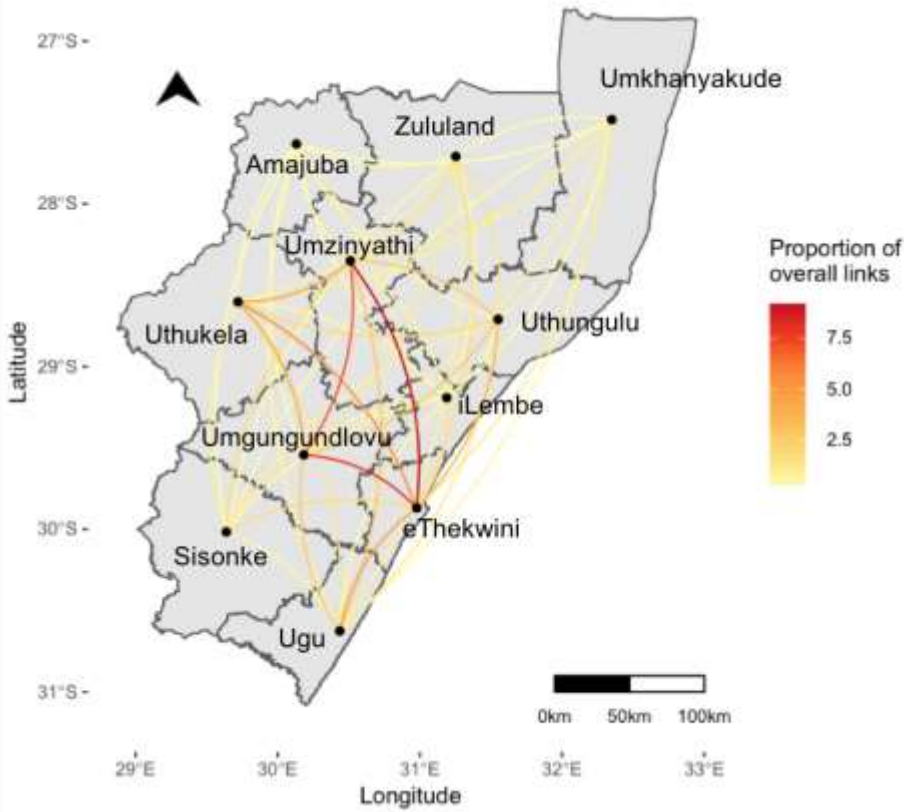 27°S
28°S
29°S
30°S
31°S
Latitude
Umkhanyakude
Zululand
Amajuba
Umzinyathi
Uthukela
Uthungulu
iLembe
Umgungundlovu
eThekwini
Sisonke
Ugu
Proportion of
overall links
7.5
5.0
2.5
0km 50km 100km
29°E 30°E 31°E 32°E 33°E
Longitude